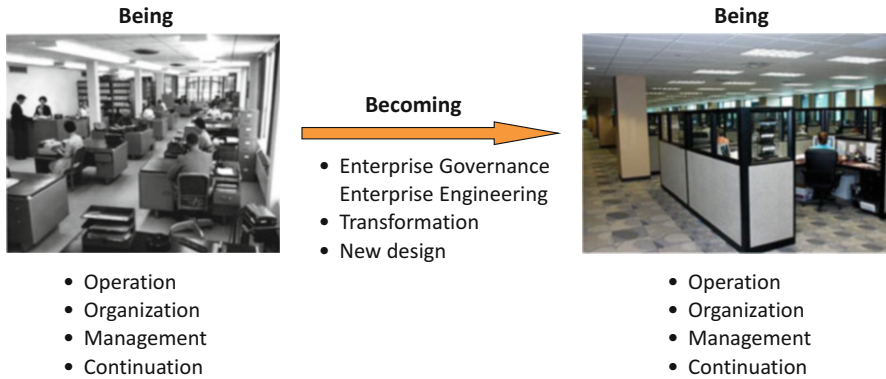 Being
Being
Becoming
• Enterprise Governance
Enterprise Engineering
• Transformation
• New design
• Operation
• Organization
• Management
• Continuation
• Operation
• Organization
• Management
• Continuation